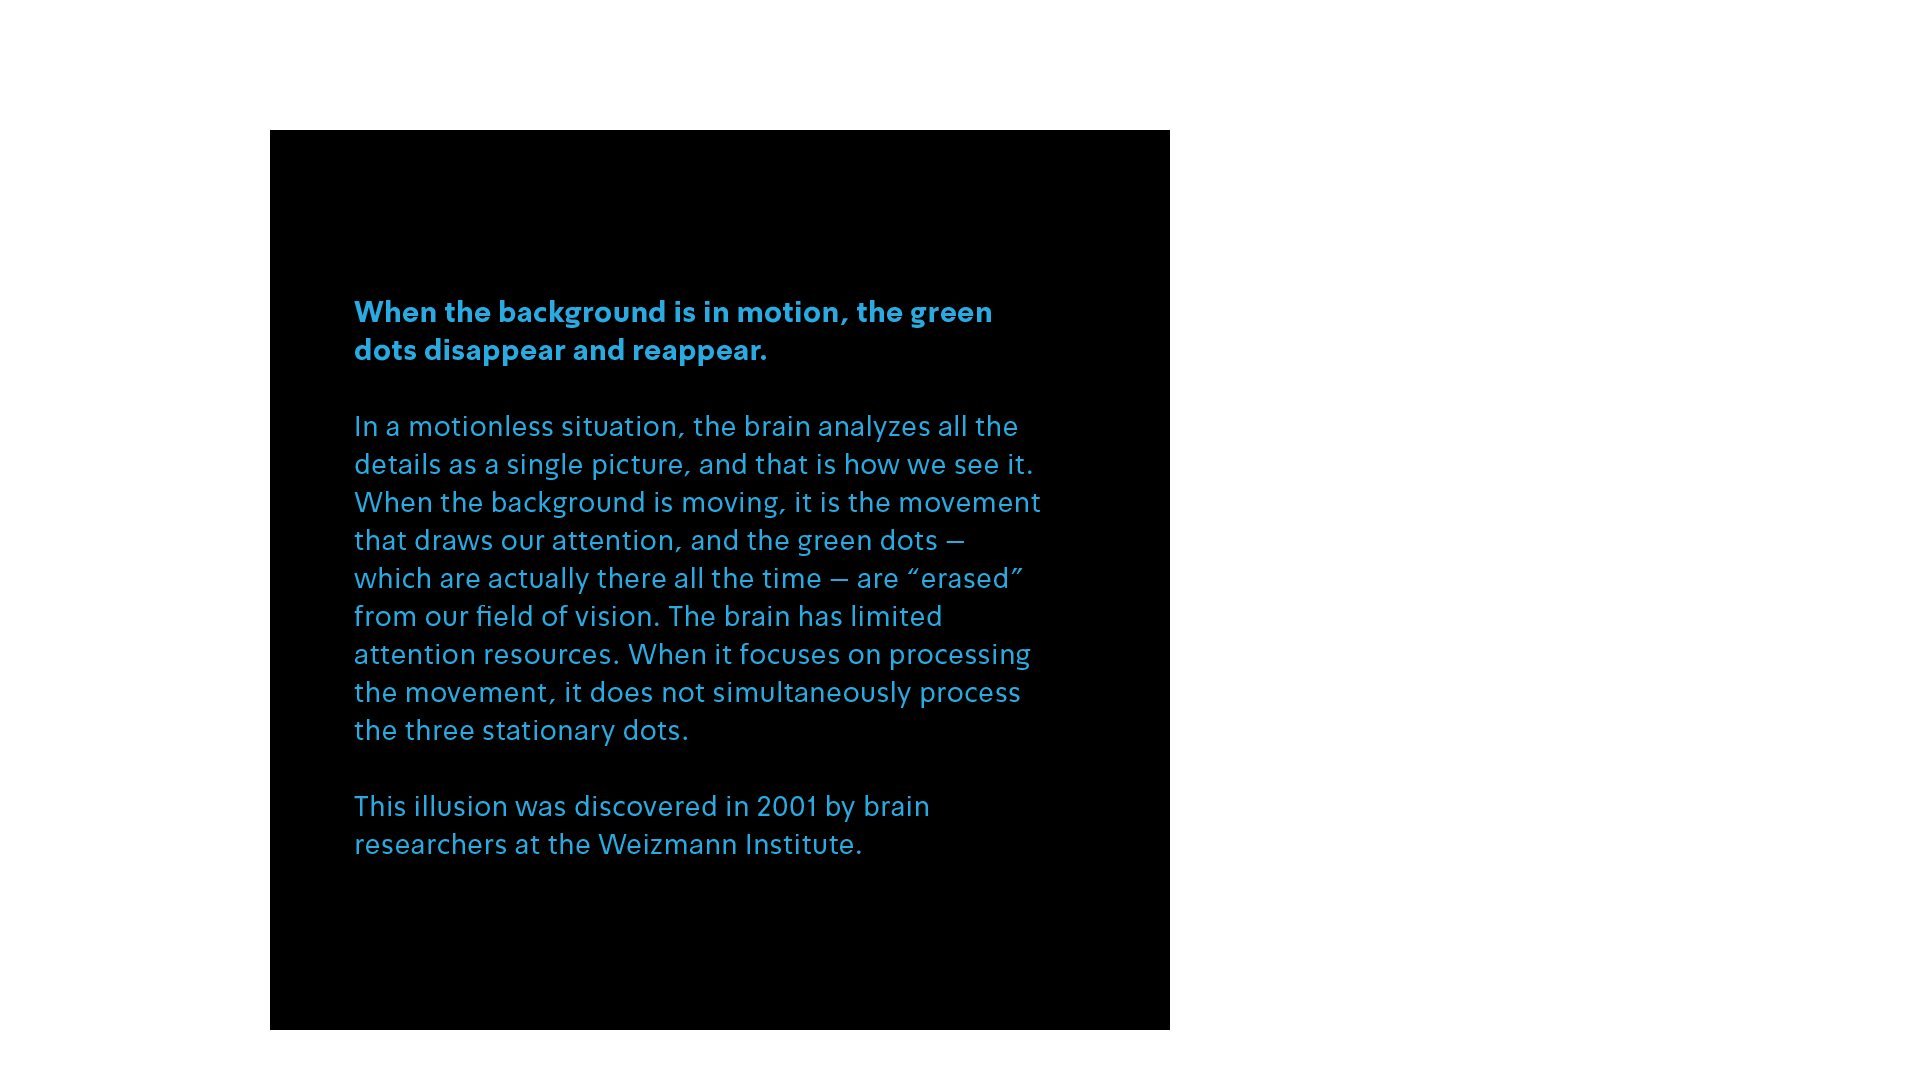 When the background is in motion, the green
dots disappear and reappear.
In a motionless situation, the brain analyzes all the
details as a single picture, and that is how we see it.
When the background is moving, it is the movement
that draws our attention, and the green dots –
which are actually there all the time – are “erased”
from our field of vision. The brain has limited
attention resources. When it focuses on processing
the movement, it does not simultaneously process
the three stationary dots.
This illusion was discovered in 2001 by brain
researchers at the Weizmann Institute.